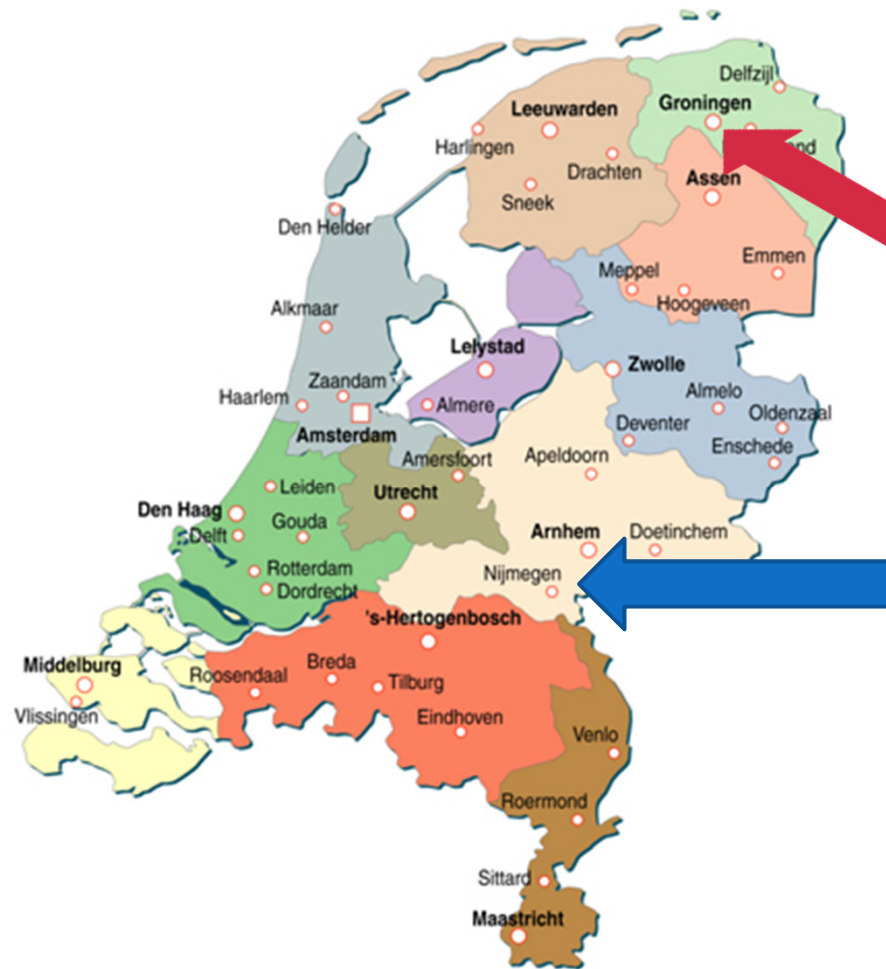 Delfzijl
Groningen
Leeuwarden
Harlingen
Drachten
Assen
Sneek
Den Helder
Emmen
Meppel
Hoogeveen
Alkmaar
Lelystad
Zwolle
Zaandam
Haarlem
Almere
Almelo
Oldenzaal
Deventer
Amsterdam
Enschede
Amersfoort
Apeldoorn
Leiden
Utrecht
Den Haag
Gouda
Delft
Arnhem
Doetinchem
Rotterdam
Nijmegen
Dordrecht
's-Hertogenbosch
Middelburg
Breda
Roosendaal
Tilburg
Vlissingen
Eindhoven
Venlo
Roermond
Sittard
Maastricht